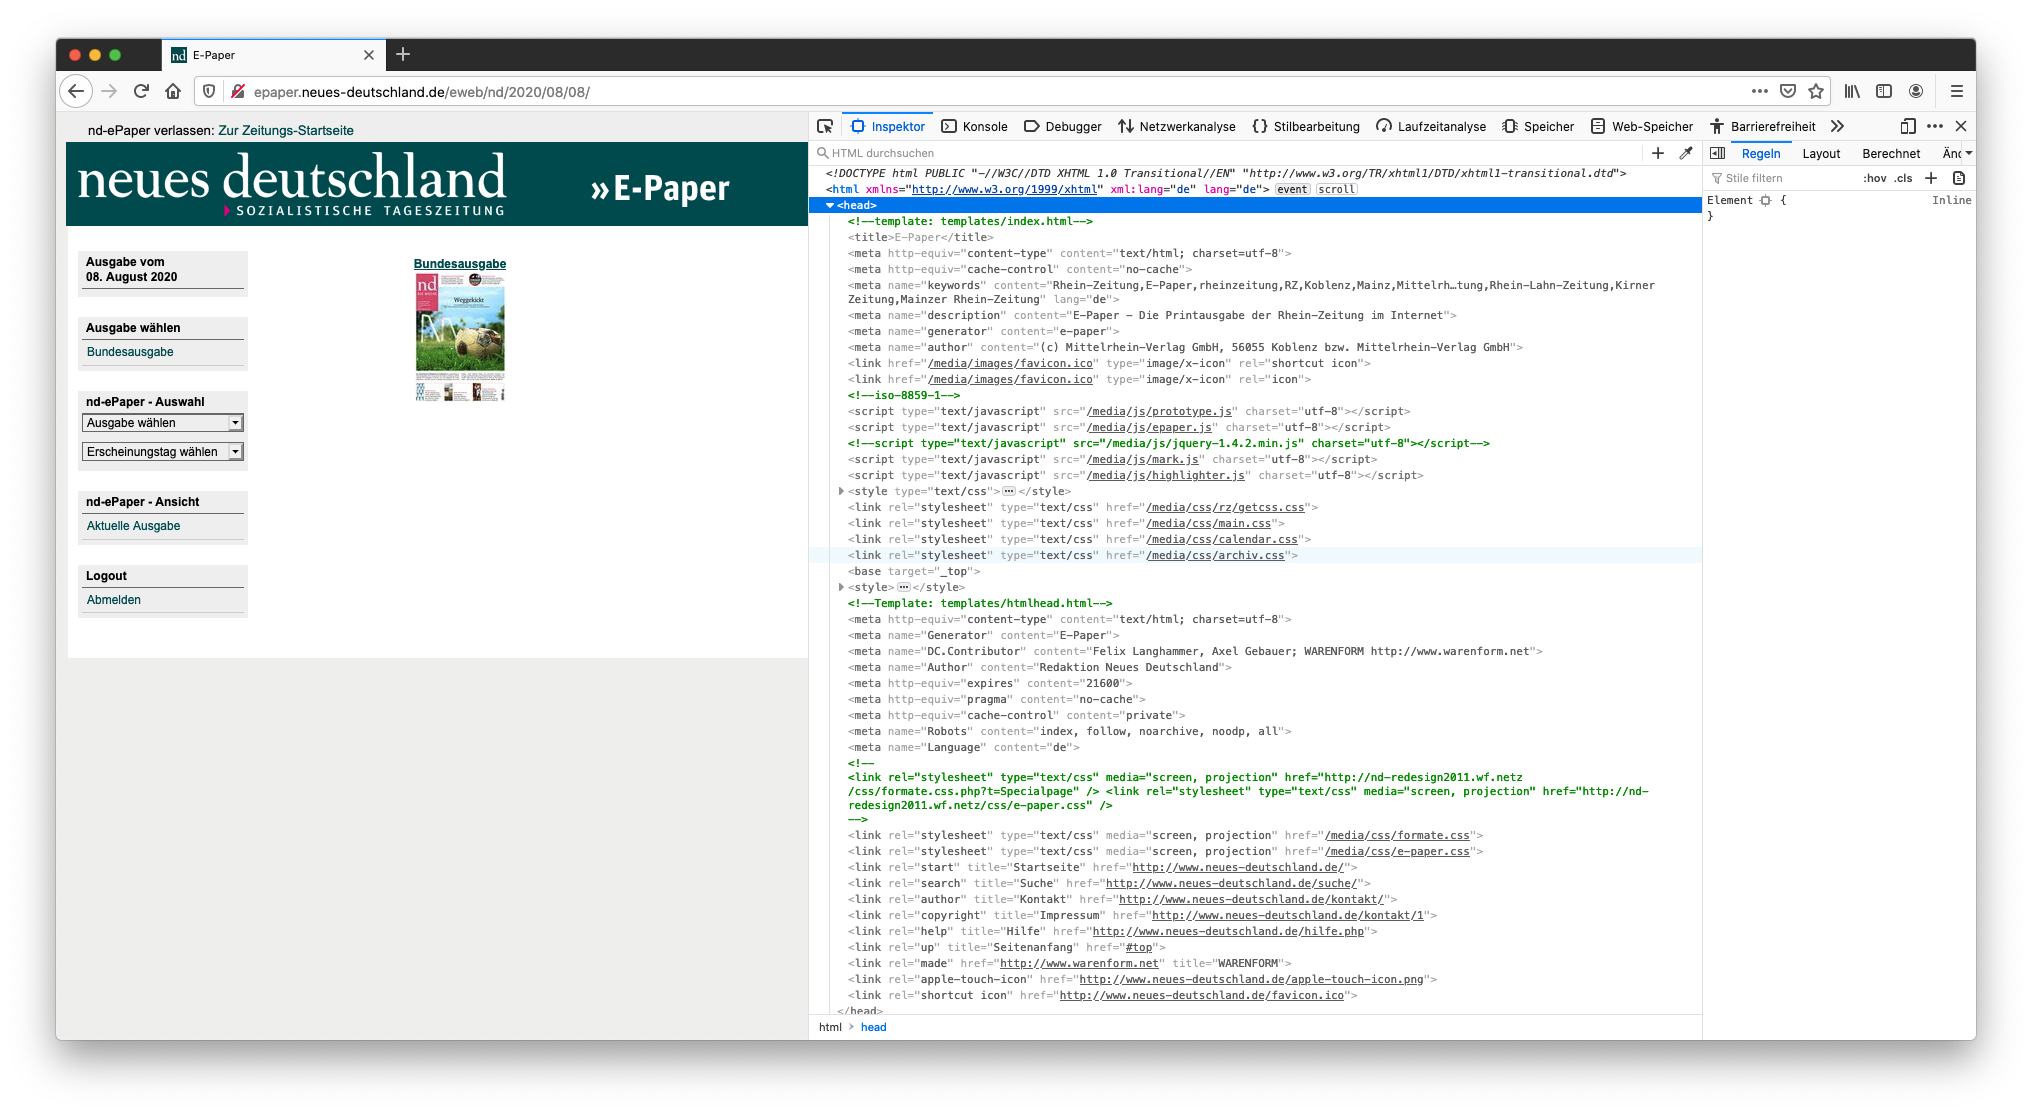 nd E-Paper
epaper.neues-deutschland.de/eweb/nd/2020/08/08/
nd-ePaper verlassen: Zur Zeitungs-Startseite
neues deutschland
SOZIALISTISCHE TAGESZEITUNG
» E-Paper
Ausgabe vom
08. August 2020
Ausgabe wählen
Bundesausgabe
nd-ePaper - Auswahl
Ausgabe wählen
Erscheinungstag wählen
nd-ePaper - Ansicht
Aktuelle Ausgabe
Logout
Abmelden
Bundesausgabe
nd
Weggekickt
Inspektor Konsole Debugger Netzwerkanalyse {} Stilbearbeitung Laufzeitanalyse Speicher Web-Speicher Barrierefreiheit
HTML durchsuchen
<!DOCTYPE html PUBLIC "-//W3C//DTD XHTML 1.0 Transitional//EN" "http://www.w3.org/TR/xhtml1/DTD/xhtml1-transitional.dtd">
<html xmlns="http://www.w3.org/1999/xhtml" xml:lang="de" lang="de"> event scroll
<head>
<!--template: templates/index.html-->
<title>E-Paper</title>
<meta http-equiv="content-type" content="text/html; charset=utf-8">
<meta http-equiv="cache-control" content="no-cache">
<meta name="keywords" content="Rhein-Zeitung,E-Paper,rheinzeitung,RZ,Koblenz,Mainz,Mittelrh…tung,Rhein-Lahn-Zeitung,Kirner
Zeitung,Mainzer Rhein-Zeitung" lang="de">
<meta name="description" content="E-Paper - Die Printausgabe der Rhein-Zeitung im Internet">
<meta name="generator" content="e-paper">
<meta name="author" content="(c) Mittelrhein-Verlag GmbH, 56055 Koblenz bzw. Mittelrhein-Verlag GmbH">
<link href="/media/images/favicon.ico" type="image/x-icon" rel="shortcut icon">
<link href="/media/images/favicon.ico" type="image/x-icon" rel="icon">
<!--iso-8859-1-->
<script type="text/javascript" src="/media/js/prototype.js" charset="utf-8"></script>
<script type="text/javascript" src="/media/js/epaper.js" charset="utf-8"></script>
<!--script type="text/javascript" src="/media/js/jquery-1.4.2.min.js" charset="utf-8"></script-->
<script type="text/javascript" src="/media/js/mark.js" charset="utf-8"></script>
<script type="text/javascript" src="/media/js/highlighter.js" charset="utf-8"></script>
<style type="text/css">…</style>
<link rel="stylesheet" type="text/css" href="/media/css/rz/getcss.css">
<link rel="stylesheet" type="text/css" href="/media/css/main.css">
<link rel="stylesheet" type="text/css" href="/media/css/calendar.css">
<link rel="stylesheet" type="text/css" href="/media/css/archiv.css">
<base target="_top">
<style>…</style>
<!--Template: templates/htmlhead.html-->
<meta http-equiv="content-type" content="text/html; charset=utf-8">
<meta name="Generator" content="E-Paper">
<meta name="DC.Contributor" content="Felix Langhammer, Axel Gebauer; WARENFORM http://www.warenform.net">
<meta name="Author" content="Redaktion Neues Deutschland">
<meta http-equiv="expires" content="21600">
<meta http-equiv="pragma" content="no-cache">
<meta http-equiv="cache-control" content="private">
<meta name="Robots" content="index, follow, noarchive, noodp, all">
<meta name="Language" content="de">
<!--
<link rel="stylesheet" type="text/css" media="screen, projection" href="http://nd-redesign2011.wf.netz
/css/formate.css.php?t=Specialpage" /> <link rel="stylesheet" type="text/css" media="screen, projection" href="http://nd-
redesign2011.wf.netz/css/e-paper.css" />
-->
<link rel="stylesheet" type="text/css" media="screen, projection" href="/media/css/formate.css">
<link rel="stylesheet" type="text/css" media="screen, projection" href="/media/css/e-paper.css">
<link rel="start" title="Startseite" href="http://www.neues-deutschland.de/">
<link rel="search" title="Suche" href="http://www.neues-deutschland.de/suche/">
<link rel="author" title="Kontakt" href="http://www.neues-deutschland.de/kontakt/">
<link rel="copyright" title="Impressum" href="http://www.neues-deutschland.de/kontakt/1">
<link rel="help" title="Hilfe" href="http://www.neues-deutschland.de/hilfe.php">
<link rel="up" title="Seitenanfang" href="#top">
<link rel="made" href="http://www.warenform.net" title="WARENFORM">
<link rel="apple-touch-icon" href="http://www.neues-deutschland.de/apple-touch-icon.png">
<link rel="shortcut icon" href="http://www.neues-deutschland.de/favicon.ico">
</head>
html > head
Regeln Layout Berechnet Än
Stile filtern :hov .cls
Element { Inline
}